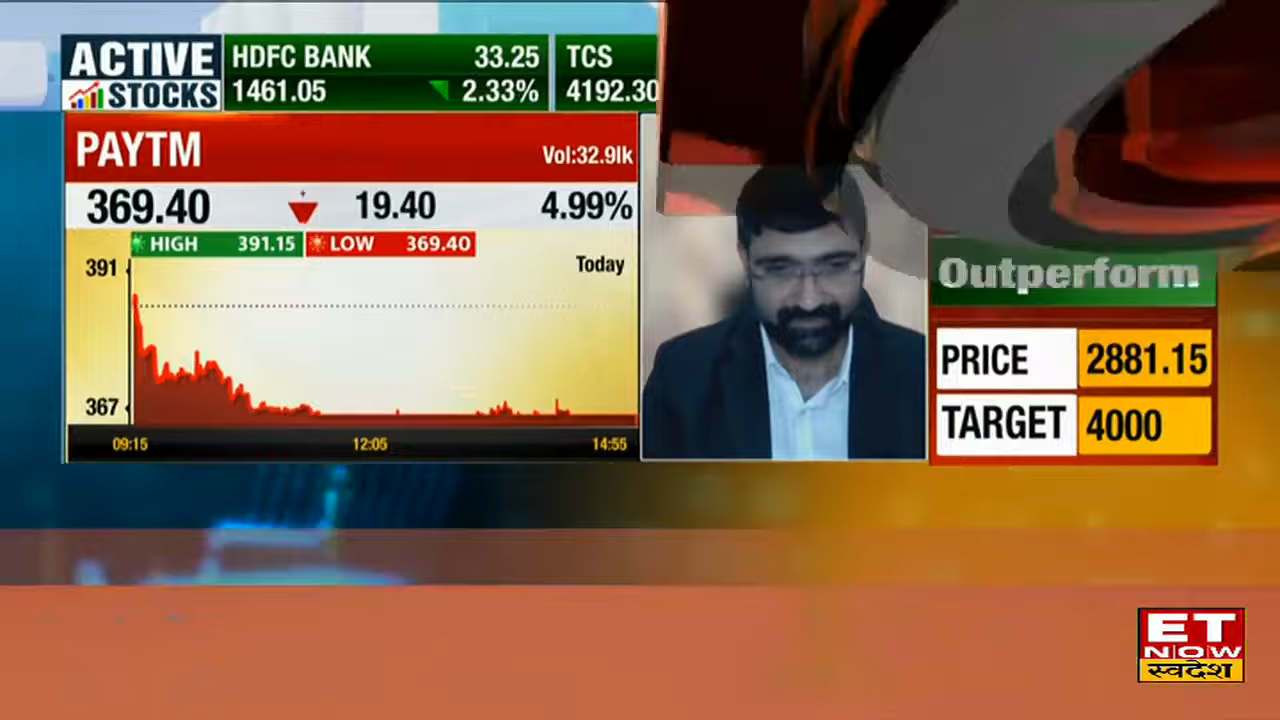 ACTIVE
STOCKS
HDFC BANK 33.25
1461.05 2.33%
TCS
4192.30
PAYTM Vol:32.9lk
369.40 19.40 4.99%
HIGH 391.15 LOW 369.40
391 Today
367
09:15 12:05 14:55
Outperform
PRICE 2881.15
TARGET 4000
ET
NOW
स्वदेश